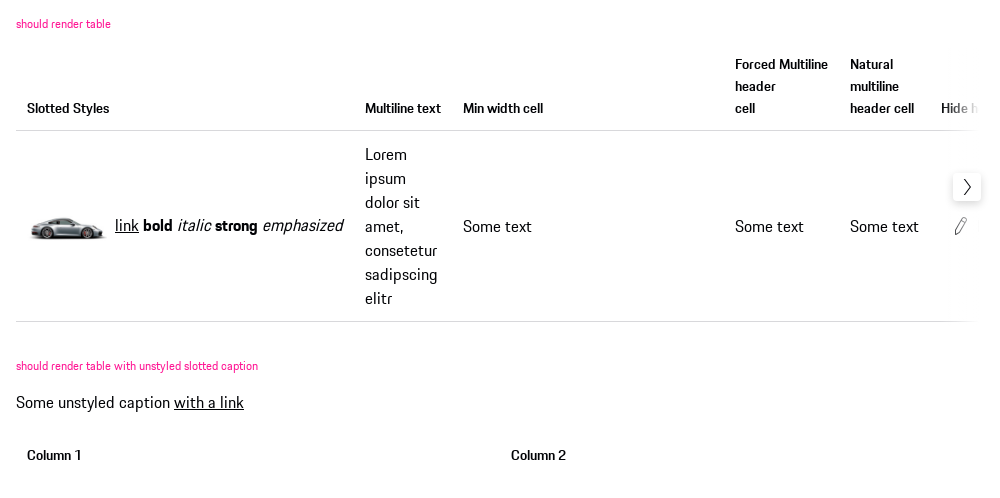 should render table
Slotted Styles
Multiline text
Min width cell
Forced Multiline
header
cell
Natural
multiline
header cell
Hide
link bold italic strong emphasized
Lorem
ipsum
dolor sit
amet,
consetetur
sadipscing
elitr
Some text
Some text
Some text
should render table with unstyled slotted caption
Some unstyled caption with a link
Column 1
Column 2